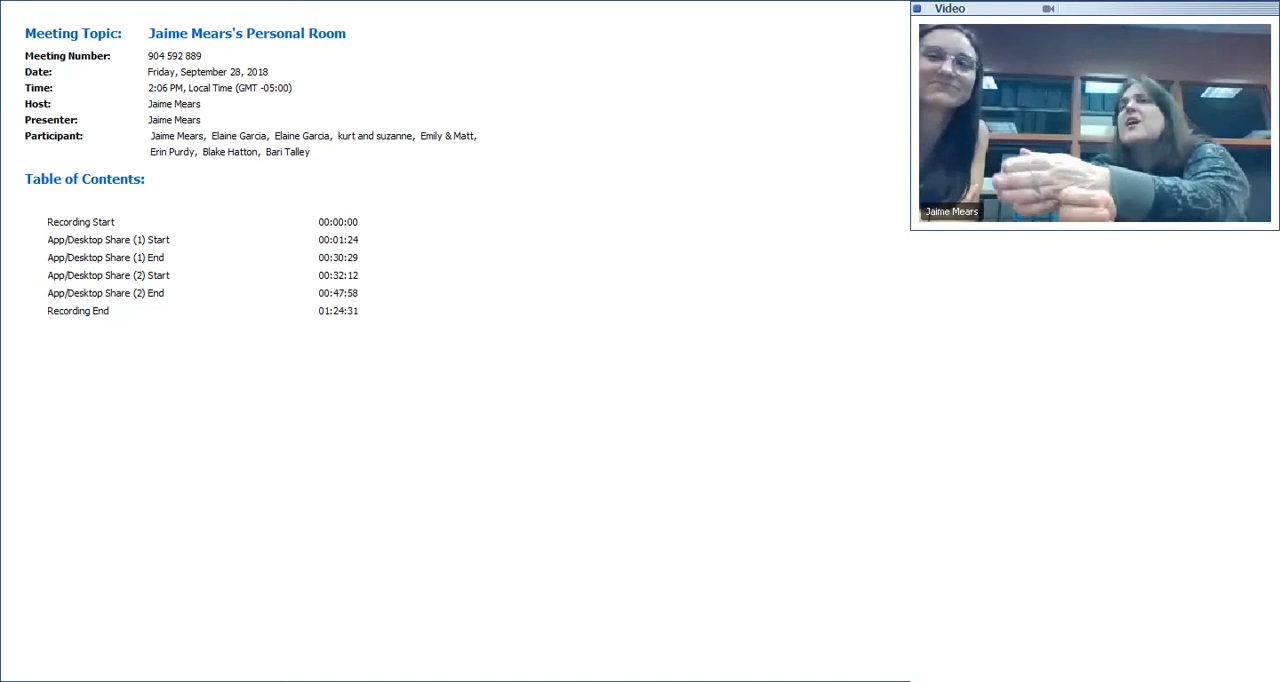 Meeting Topic: Jaime Mears's Personal Room
Meeting Number: 904 592 889
Date: Friday, September 28, 2018
Time: 2:06 PM, Local Time (GMT -05:00)
Host: Jaime Mears
Presenter: Jaime Mears
Participant: Jaime Mears, Elaine Garcia, Elaine Garcia, kurt and suzanne, Emily & Matt,
Erin Purdy, Blake Hatton, Bari Talley
Table of Contents:
Recording Start 00:00:00
App/Desktop Share (1) Start 00:01:24
App/Desktop Share (1) End 00:30:29
App/Desktop Share (2) Start 00:32:12
App/Desktop Share (2) End 00:47:58
Recording End 01:24:31
Video
Jaime Mears